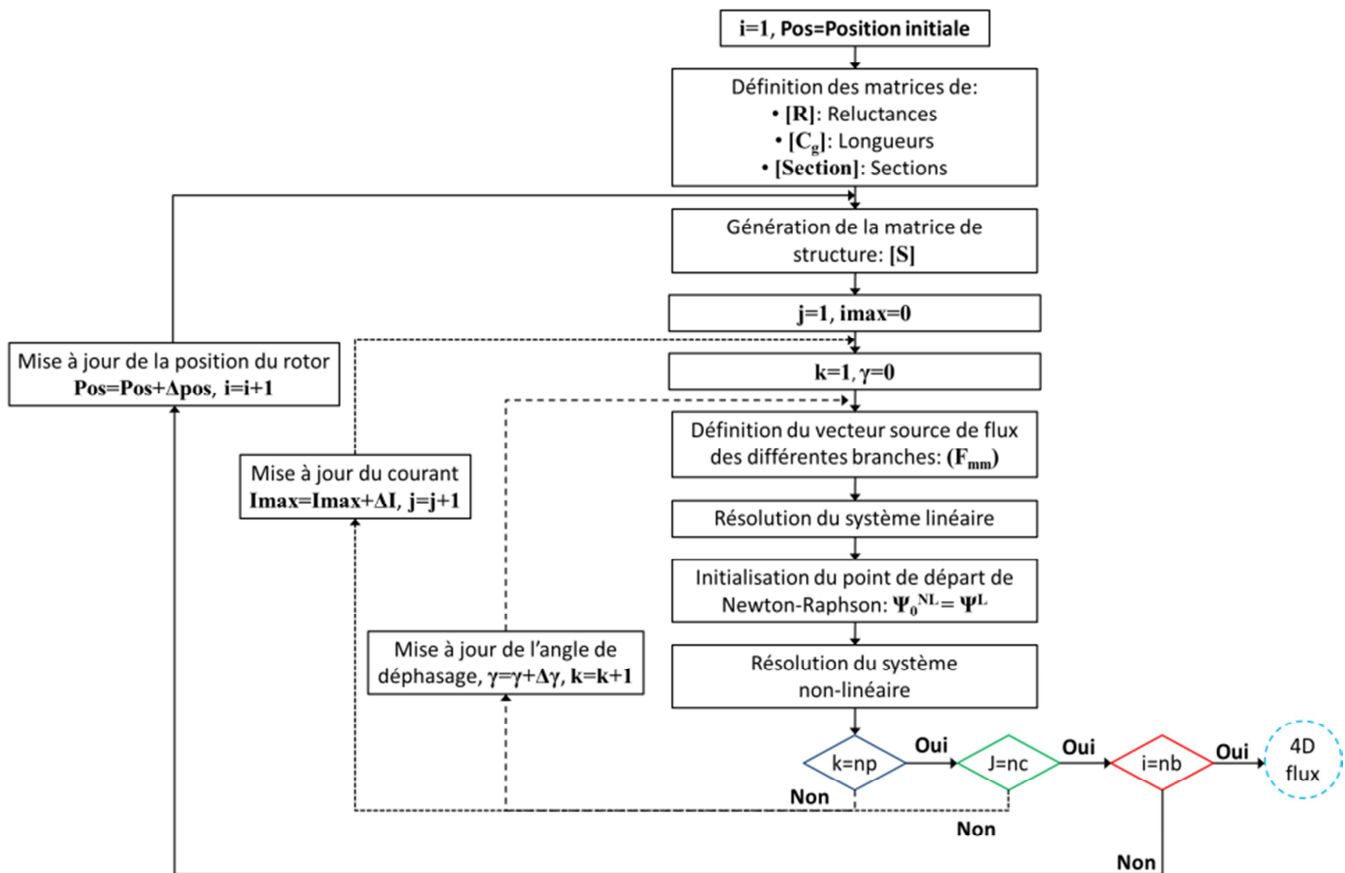 i=1, Pos=Position initiale
Définition des matrices de:
• [R]: Reluctances
• [C_g]: Longueurs
• [Section]: Sections
Génération de la matrice de
structure: [S]
j=1, imax=0
Mise à jour de la position du rotor
Pos=Pos+Δpos, i=i+1
k=1, γ=0
Définition du vecteur source de flux
des différentes branches: (F_mm)
Mise à jour du courant
Imax=Imax+ΔI, j=j+1
Résolution du système linéaire
Initialisation du point de départ de
Newton-Raphson: Ψ_0^NL = Ψ^L
Mise à jour de l’angle de
déphasage, γ=γ+Δγ, k=k+1
Résolution du système
non-linéaire
k=np
Oui
J=nc
Oui
i=nb
Oui
4D
flux
Non
Non
Non